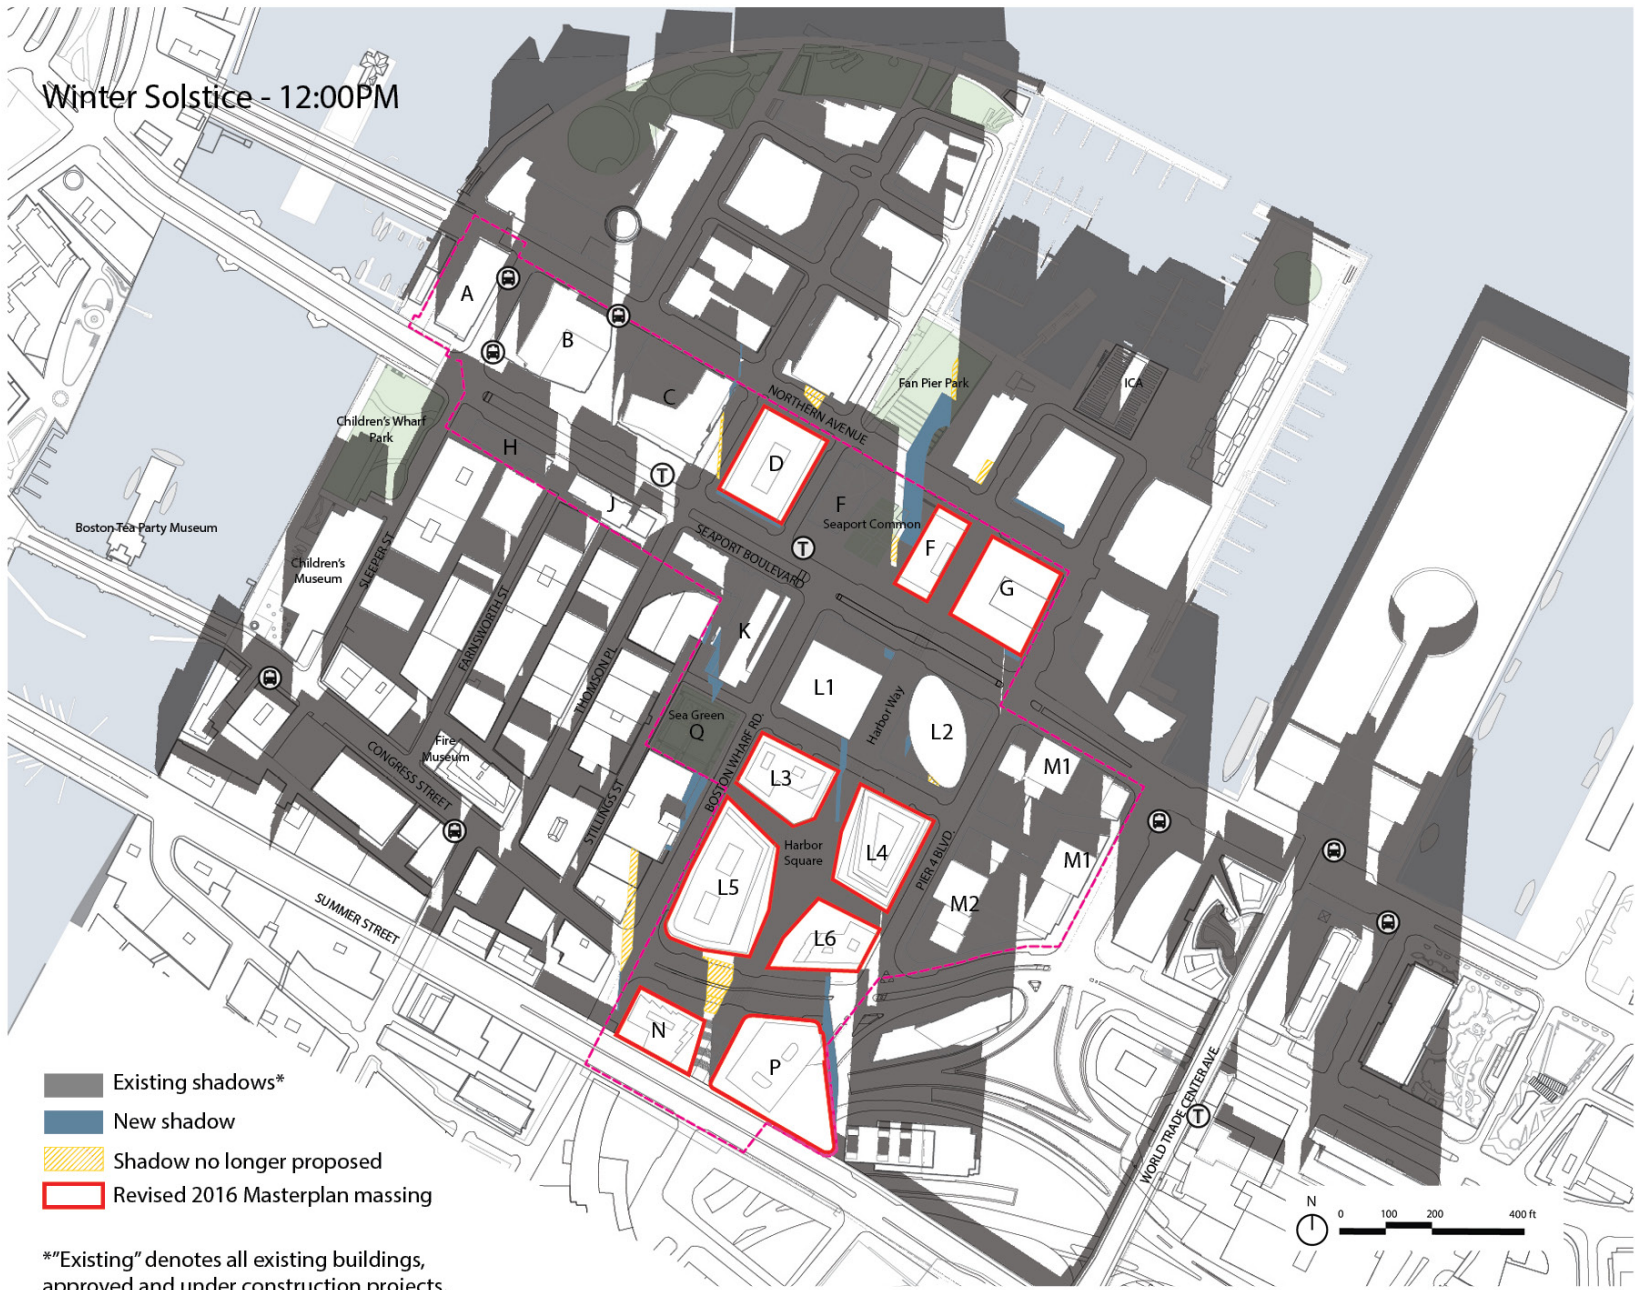 Winter Solstice - 12:00PM
A
B
C
ICA
Fan Pier Park
NORTHERN AVENUE
Children's Wharf
Park
H
D
J
T
F
Seaport Common
Boston Tea Party Museum
SEAPORT BOULEVARD
T
F
Children's
Museum
SLEEPER ST
FARNSWORTH ST
G
K
THOMSON PL
L1
Harbor Way
Sea Green
Q
L2
BOSTON WHARF RD.
Fire
Museum
CONGRESS STREET
M1
L3
STILLINGS ST
Harbor
Square
L4
PIER 4 BLVD.
M1
L5
M2
SUMMER STREET
L6
N
P
WORLD TRADE CENTER AVE
T
Existing shadows*
New shadow
Shadow no longer proposed
Revised 2016 Masterplan massing
N
0 100 200 400 ft
*"Existing" denotes all existing buildings,
approved and under construction projects